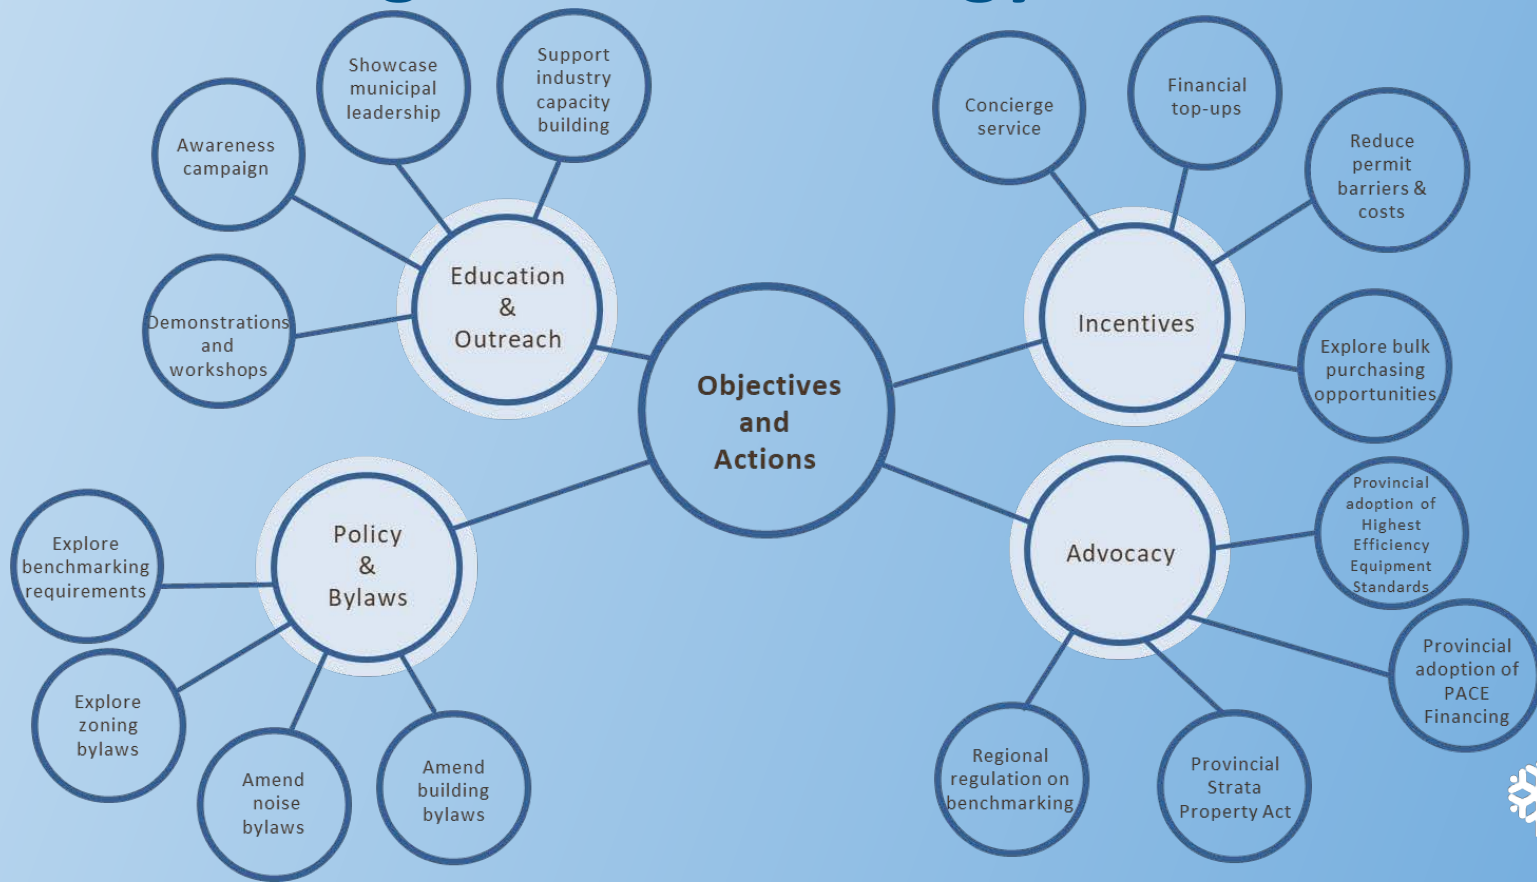 Showcase
municipal
leadership
Support
industry
capacity
building
Awareness
campaign
Demonstrations
and
workshops
Education
&
Outreach
Concierge
service
Financial
top-ups
Reduce
permit
barriers &
costs
Explore bulk
purchasing
opportunities
Incentives
Objectives
and
Actions
Policy
&
Bylaws
Explore
benchmarking
requirements
Explore
zoning
bylaws
Amend
noise
bylaws
Amend
building
bylaws
Advocacy
Provincial
adoption of
Highest
Efficiency
Equipment
Standards
Provincial
adoption of
PACE
Financing
Provincial
Strata
Property Act
Regional
regulation on
benchmarking